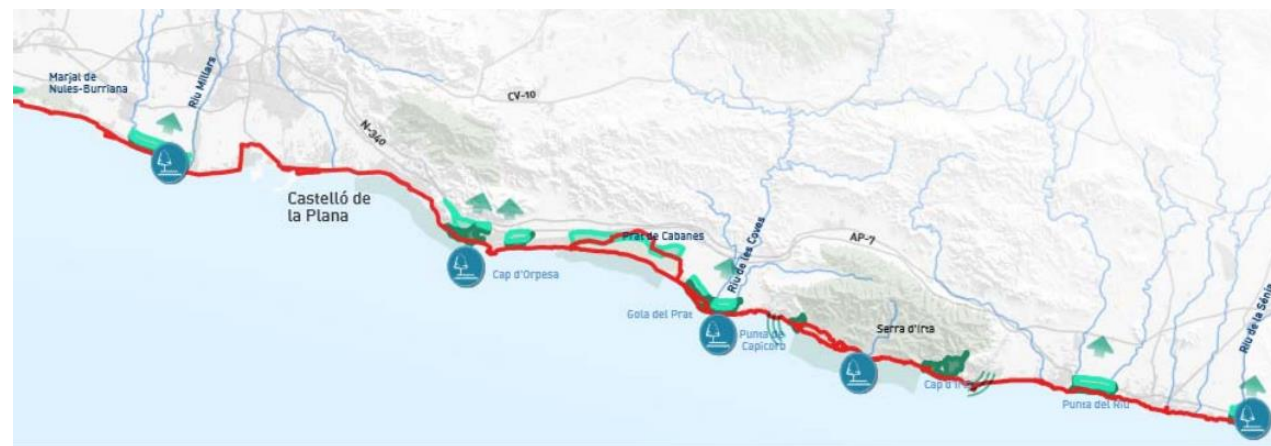 Marjal de
Nules-Burriana
Riu Millars
CV-10
N-340
Castelló de
la Plana
Cap d'Orpesa
Prat de Cabanes
Gola del Prat
Riu de les Coves
AP-7
Punta de
Capicorb
Serra d'Irta
Cap d'Irta
Punta del Riu
Riu de la Sénia